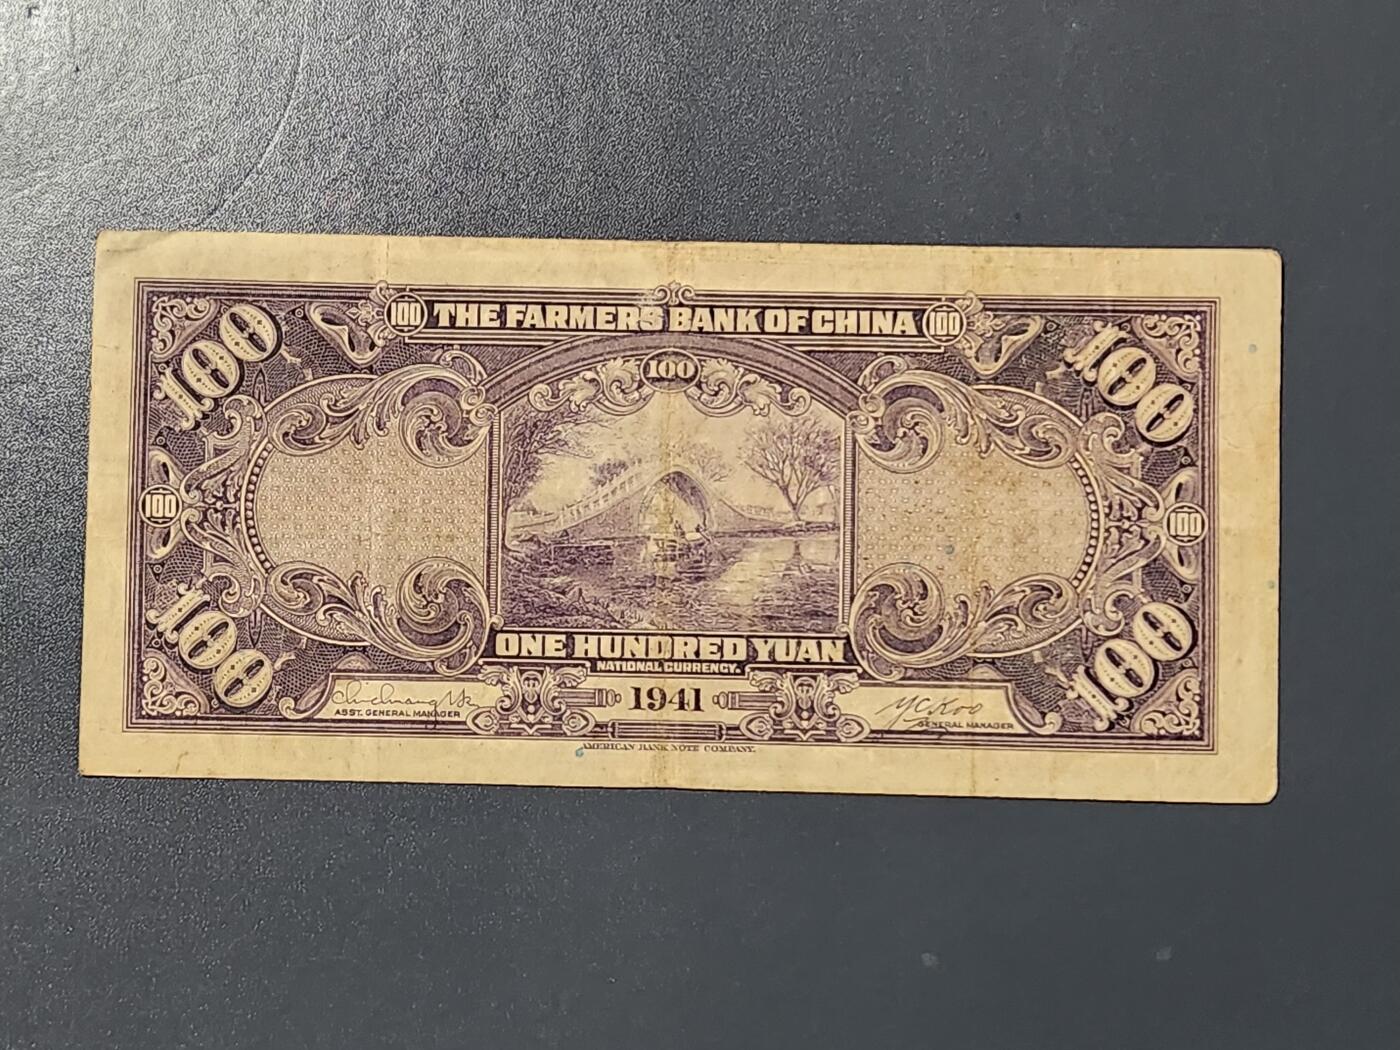 100 THE FARMERS BANK OF CHINA 100
100 100
100
100 100
100 100
ONE HUNDRED YUAN
NATIONAL CURRENCY.
1941
ASST. GENERAL MANAGER
Y C Koo
GENERAL MANAGER
AMERICAN BANK NOTE COMPANY.